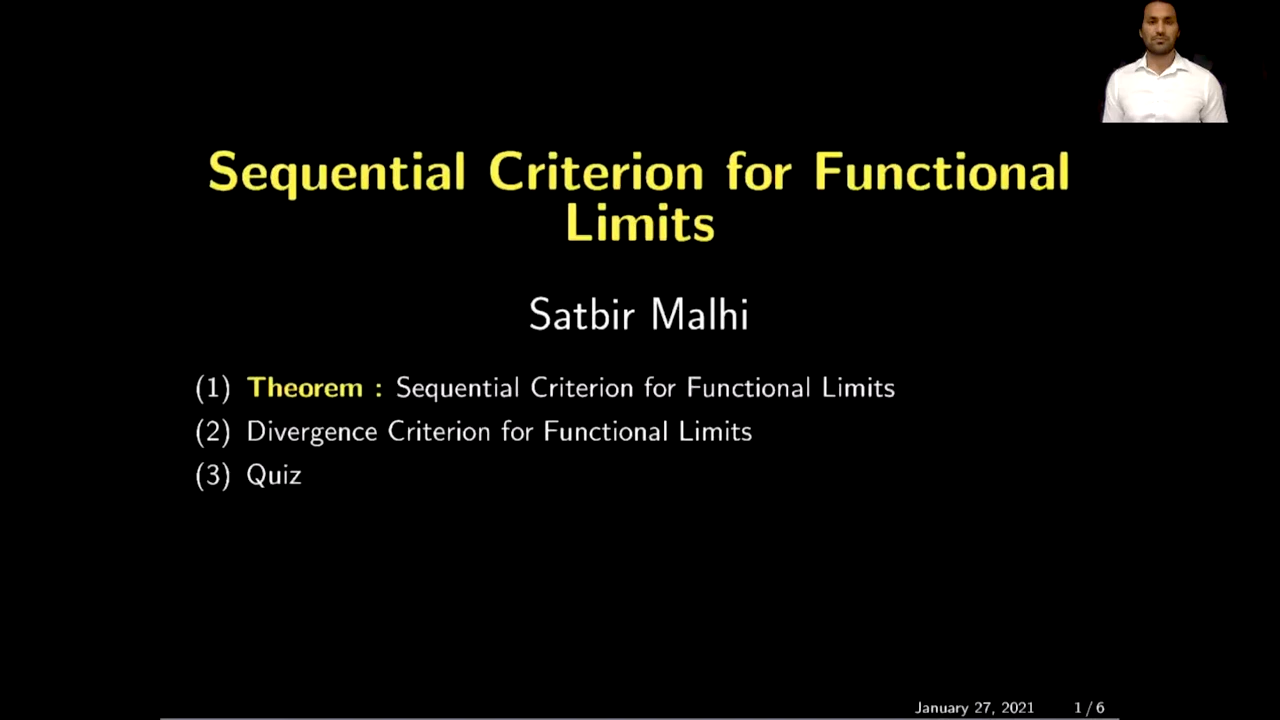 Sequential Criterion for Functional
Limits
Satbir Malhi
(1) Theorem : Sequential Criterion for Functional Limits
(2) Divergence Criterion for Functional Limits
(3) Quiz
January 27, 2021 1 / 6